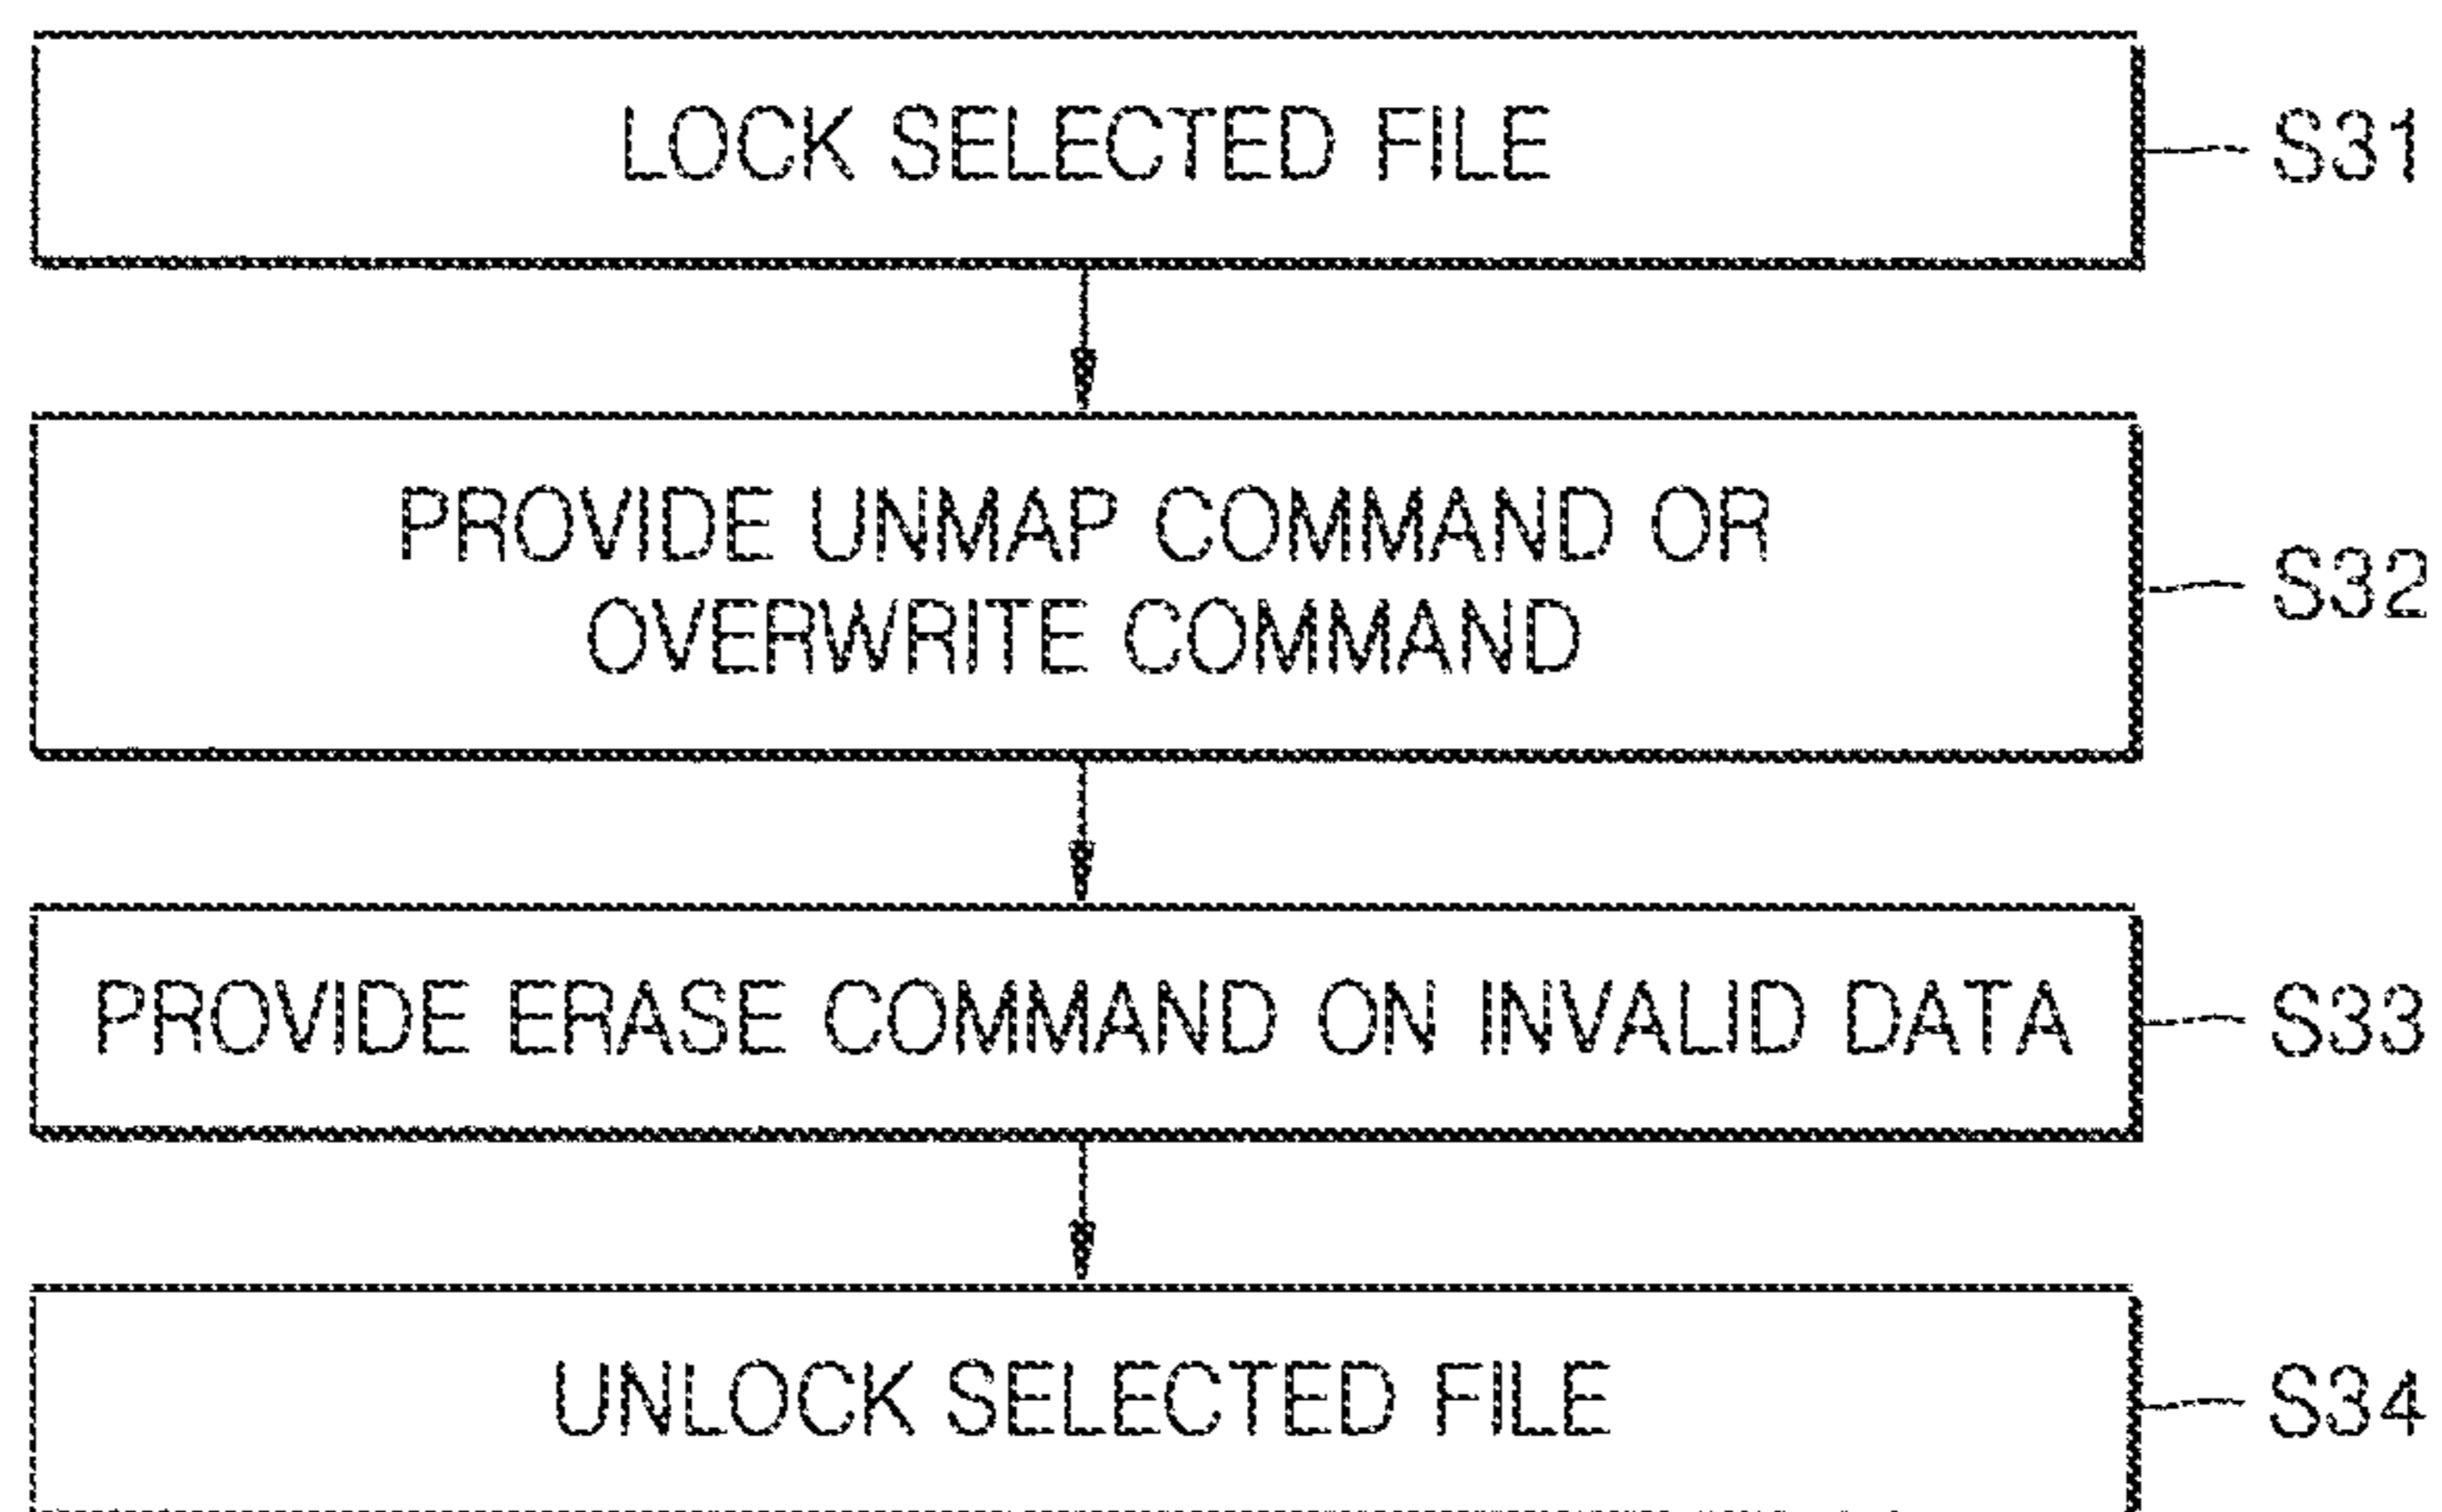 LOCK SELECTED FILE
S31
PROVIDE UNMAP COMMAND OR
OVERWRITE COMMAND
S32
PROVIDE ERASE COMMAND ON INVALID DATA
S33
UNLOCK SELECTED FILE
S34